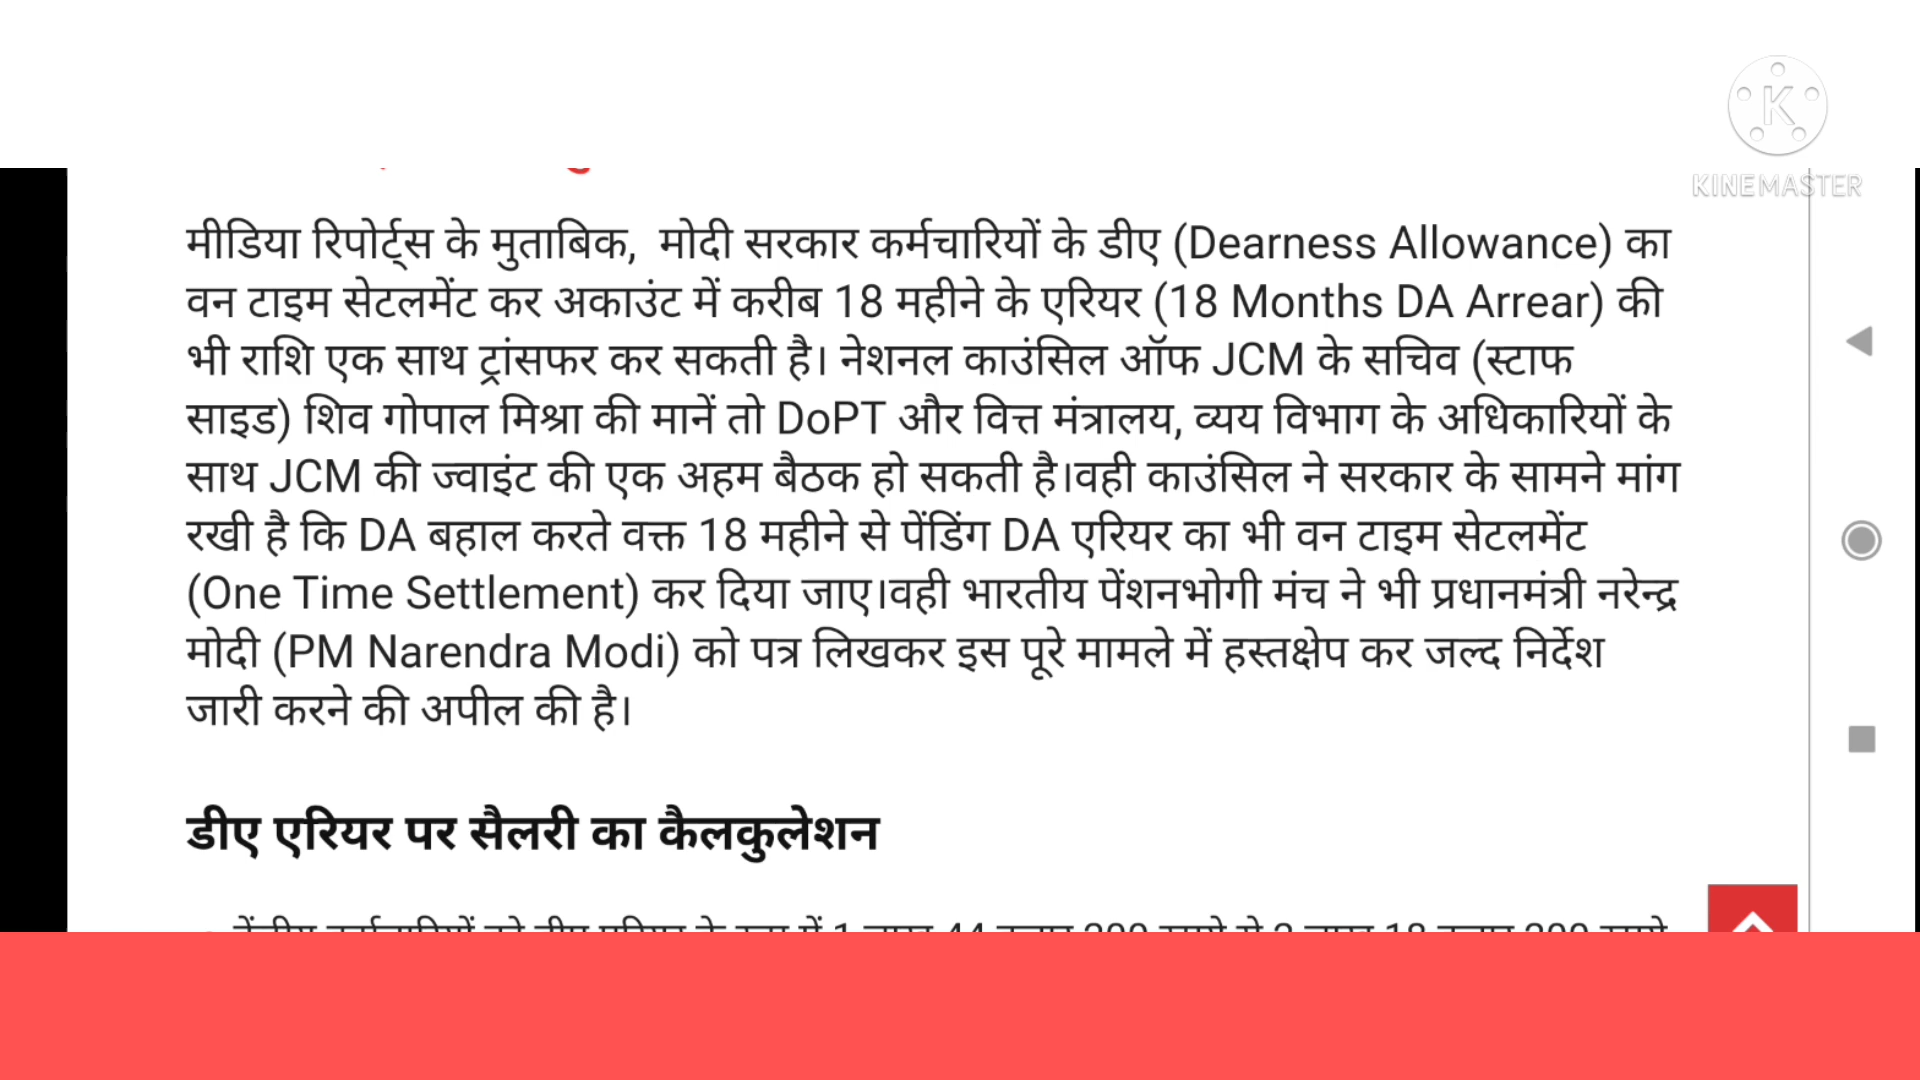 K
KINEMASTER
मीडिया रिपोर्ट्स के मुताबिक, मोदी सरकार कर्मचारियों के डीए (Dearness Allowance) का
वन टाइम सेटलमेंट कर अकाउंट में करीब 18 महीने के एरियर (18 Months DA Arrear) की
भी राशि एक साथ ट्रांसफर कर सकती है। नेशनल काउंसिल ऑफ JCM के सचिव (स्टाफ
साइड) शिव गोपाल मिश्रा की मानें तो DoPT और वित्त मंत्रालय, व्यय विभाग के अधिकारियों के
साथ JCM की ज्वाइंट की एक अहम बैठक हो सकती है।वही काउंसिल ने सरकार के सामने मांग
रखी है कि DA बहाल करते वक्त 18 महीने से पेंडिंग DA एरियर का भी वन टाइम सेटलमेंट
(One Time Settlement) कर दिया जाए।वही भारतीय पेंशनभोगी मंच ने भी प्रधानमंत्री नरेन्द्र
मोदी (PM Narendra Modi) को पत्र लिखकर इस पूरे मामले में हस्तक्षेप कर जल्द निर्देश
जारी करने की अपील की है।
डीए एरियर पर सैलरी का कैलकुलेशन